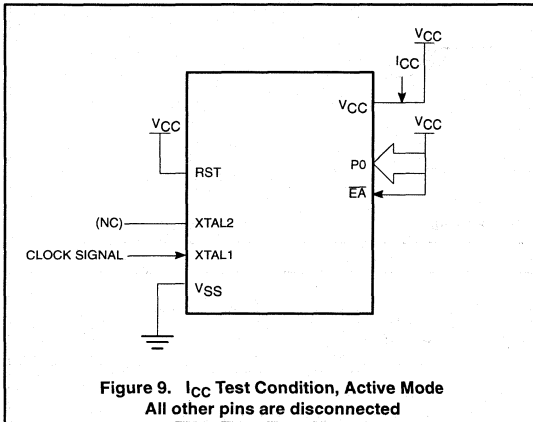 VCC
ICC
VCC
VCC
VCC
RST
P0
EA
(NC)
XTAL2
CLOCK SIGNAL
XTAL1
VSS
Figure 9. ICC Test Condition, Active Mode
All other pins are disconnected